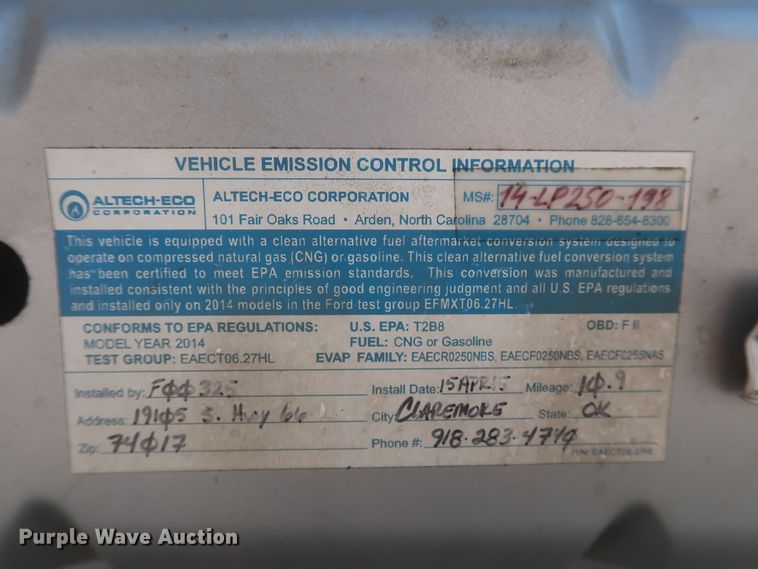 VEHICLE EMISSION CONTROL INFORMATION
ALTECH-ECO
CORPORATION
ALTECH-ECO CORPORATION MS#: 14-LP250-198
101 Fair Oaks Road • Arden, North Carolina 28704 • Phone 828-654-8300
This vehicle is equipped with a clean alternative fuel aftermarket conversion system designed to
operate on compressed natural gas (CNG) or gasoline. This clean alternative fuel conversion system
has been certified to meet EPA emission standards. This conversion was manufactured and
installed consistent with the principles of good engineering judgment and all U.S. EPA regulations
and installed only on 2014 models in the Ford test group EFMXT06.27HL.
CONFORMS TO EPA REGULATIONS: U.S. EPA: T2B8 OBD: F II
MODEL YEAR 2014 FUEL: CNG or Gasoline
TEST GROUP: EAECT06.27HL EVAP FAMILY: EAECR0250NBS, EAECF0250NBS, EAECF0255NAS
Installed by: FØØ325 Install Date: 15APR15 Mileage: 10.9
Address: 19105 S. Hwy 66 City: CLAREMORE State: OK
Zip: 74Ø17 Phone #: 918-283-474Ø
P/N: EAECT06.27HL
Purple Wave Auction